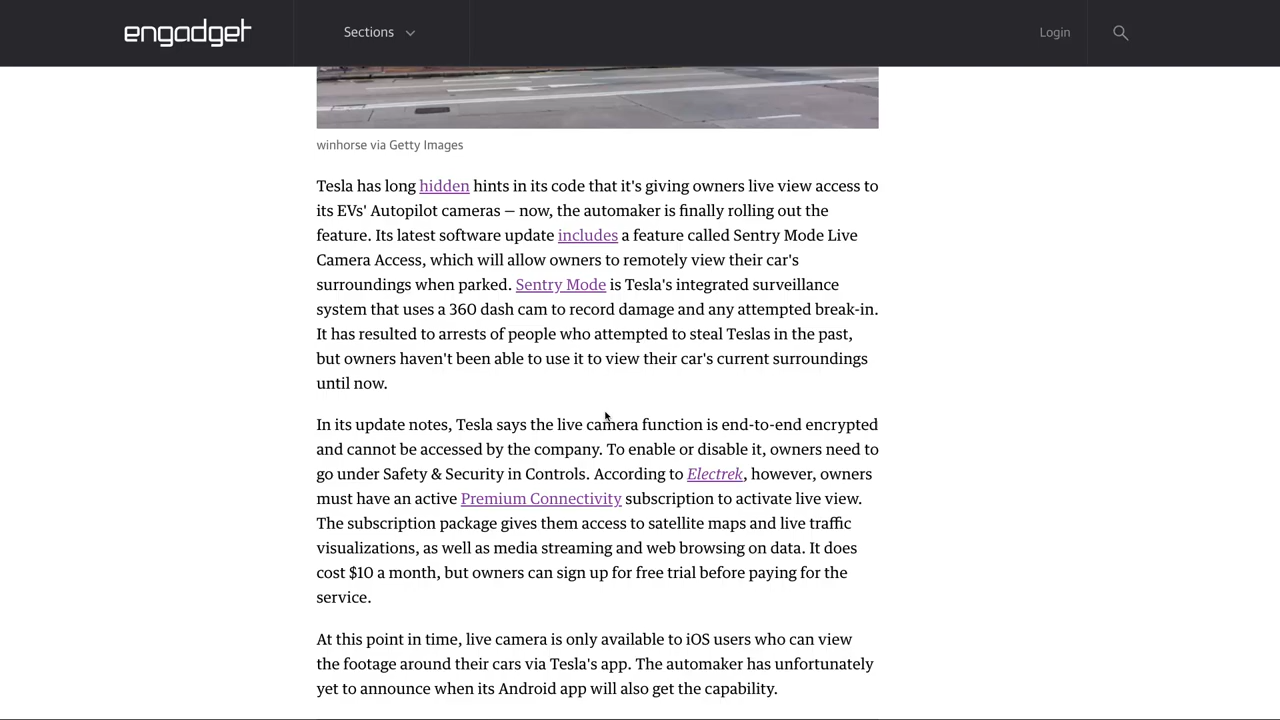 engadget
Sections
Login
winhorse via Getty Images
Tesla has long hidden hints in its code that it's giving owners live view access to
its EVs' Autopilot cameras — now, the automaker is finally rolling out the
feature. Its latest software update includes a feature called Sentry Mode Live
Camera Access, which will allow owners to remotely view their car's
surroundings when parked. Sentry Mode is Tesla's integrated surveillance
system that uses a 360 dash cam to record damage and any attempted break-in.
It has resulted to arrests of people who attempted to steal Teslas in the past,
but owners haven't been able to use it to view their car's current surroundings
until now.
In its update notes, Tesla says the live camera function is end-to-end encrypted
and cannot be accessed by the company. To enable or disable it, owners need to
go under Safety & Security in Controls. According to Electrek, however, owners
must have an active Premium Connectivity subscription to activate live view.
The subscription package gives them access to satellite maps and live traffic
visualizations, as well as media streaming and web browsing on data. It does
cost $10 a month, but owners can sign up for free trial before paying for the
service.
At this point in time, live camera is only available to iOS users who can view
the footage around their cars via Tesla's app. The automaker has unfortunately
yet to announce when its Android app will also get the capability.